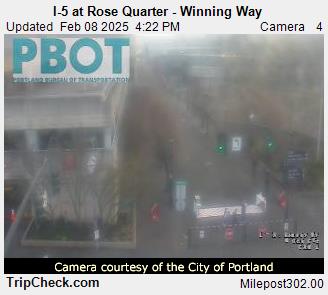 I-5 at Rose Quarter - Winning Way
Updated Feb 08 2025 4:22 PM Camera 4
PBOT
PORTLAND BUREAU OF TRANSPORTATION
Camera courtesy of the City of Portland
TripCheck.com Milepost302.00